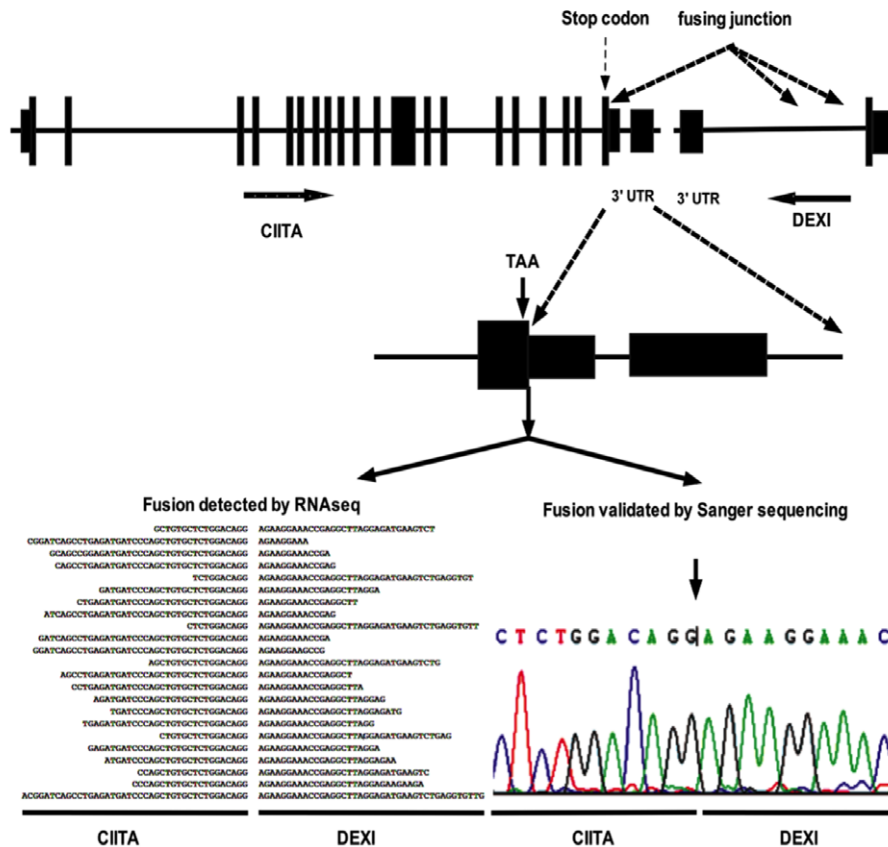 Stop codon fusing junction
CIITA
3' UTR 3' UTR
DEXI
TAA
Fusion detected by RNAseq
GCTGTGCTCTGGACAGG AGAAGGAAACCGAGGCTTAGGAGATGAAGTCT
CGGATCAGCCTGAGATGATCCCAGCTGTGCTCTGGACAGG AGAAGGAAA
GCAGCCGGAGATGATCCCAGCTGTGCTCTGGACAGG AGAAGGAAACCGA
CAGCCTGAGATGATCCCAGCTGTGCTCTGGACAGG AGAAGGAAACCGAG
TCTGGACAGG AGAAGGAAACCGAGGCTTAGGAGATGAAGTCTGAGGTGT
GATGATCCCAGCTGTGCTCTGGACAGG AGAAGGAAACCGAGGCTTAGGA
CTGAGATGATCCCAGCTGTGCTCTGGACAGG AGAAGGAAACCGAGGCTT
ATCAGCCTGAGATGATCCCAGCTGTGCTCTGGACAGG AGAAGGAAACCGAG
CTCTGGACAGG AGAAGGAAACCGAGGCTTAGGAGATGAAGTCTGAGGTGTT
GATCAGCCTGAGATGATCCCAGCTGTGCTCTGGACAGG AGAAGGAAACCGA
GGATCAGCCTGAGATGATCCCAGCTGTGCTCTGGACAGG AGAAGGAAGCCG
AGCTGTGCTCTGGACAGG AGAAGGAAACCGAGGCTTAGGAGATGAAGTCTG
AGCCTGAGATGATCCCAGCTGTGCTCTGGACAGG AGAAGGAAACCGAGGCT
CCTGAGATGATCCCAGCTGTGCTCTGGACAGG AGAAGGAAACCGAGGCTTA
AGATGATCCCAGCTGTGCTCTGGACAGG AGAAGGAAACCGAGGCTTAGGAG
TGATCCCAGCTGTGCTCTGGACAGG AGAAGGAAACCGAGGCTTAGGAGATG
TGAGATGATCCCAGCTGTGCTCTGGACAGG AGAAGGAAACCGAGGCTTAGG
CTGTGCTCTGGACAGG AGAAGGAAACCGAGGCTTAGGAGATGAAGTCTGAG
GAGATGATCCCAGCTGTGCTCTGGACAGG AGAAGGAAACCGAGGCTTAGGA
ATGATCCCAGCTGTGCTCTGGACAGG AGAAGGAAACCGAGGCTTAGGAGAA
CCAGCTGTGCTCTGGACAGG AGAAGGAAACCGAGGCTTAGGAGATGAAGTC
CCCAGCTGTGCTCTGGACAGG AGAAGGAAACCGAGGCTTAGGAGAAGAAGA
ACGGATCAGCCTGAGATGATCCCAGCTGTGCTCTGGACAGG AGAAGGAAACCGAGGCTTAGGAGATGAAGTCTGAGGTGTTG
CIITA DEXI
Fusion validated by Sanger sequencing
C T C T G G A C A G G A G A A G G A A A C
CIITA DEXI